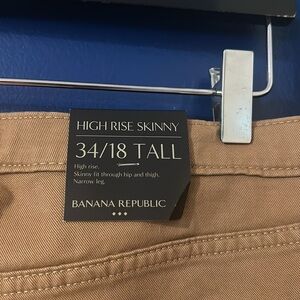 HIGH RISE SKINNY
34/18 TALL
High rise.
Skinny fit through hip and thigh.
Narrow leg.
BANANA REPUBLIC